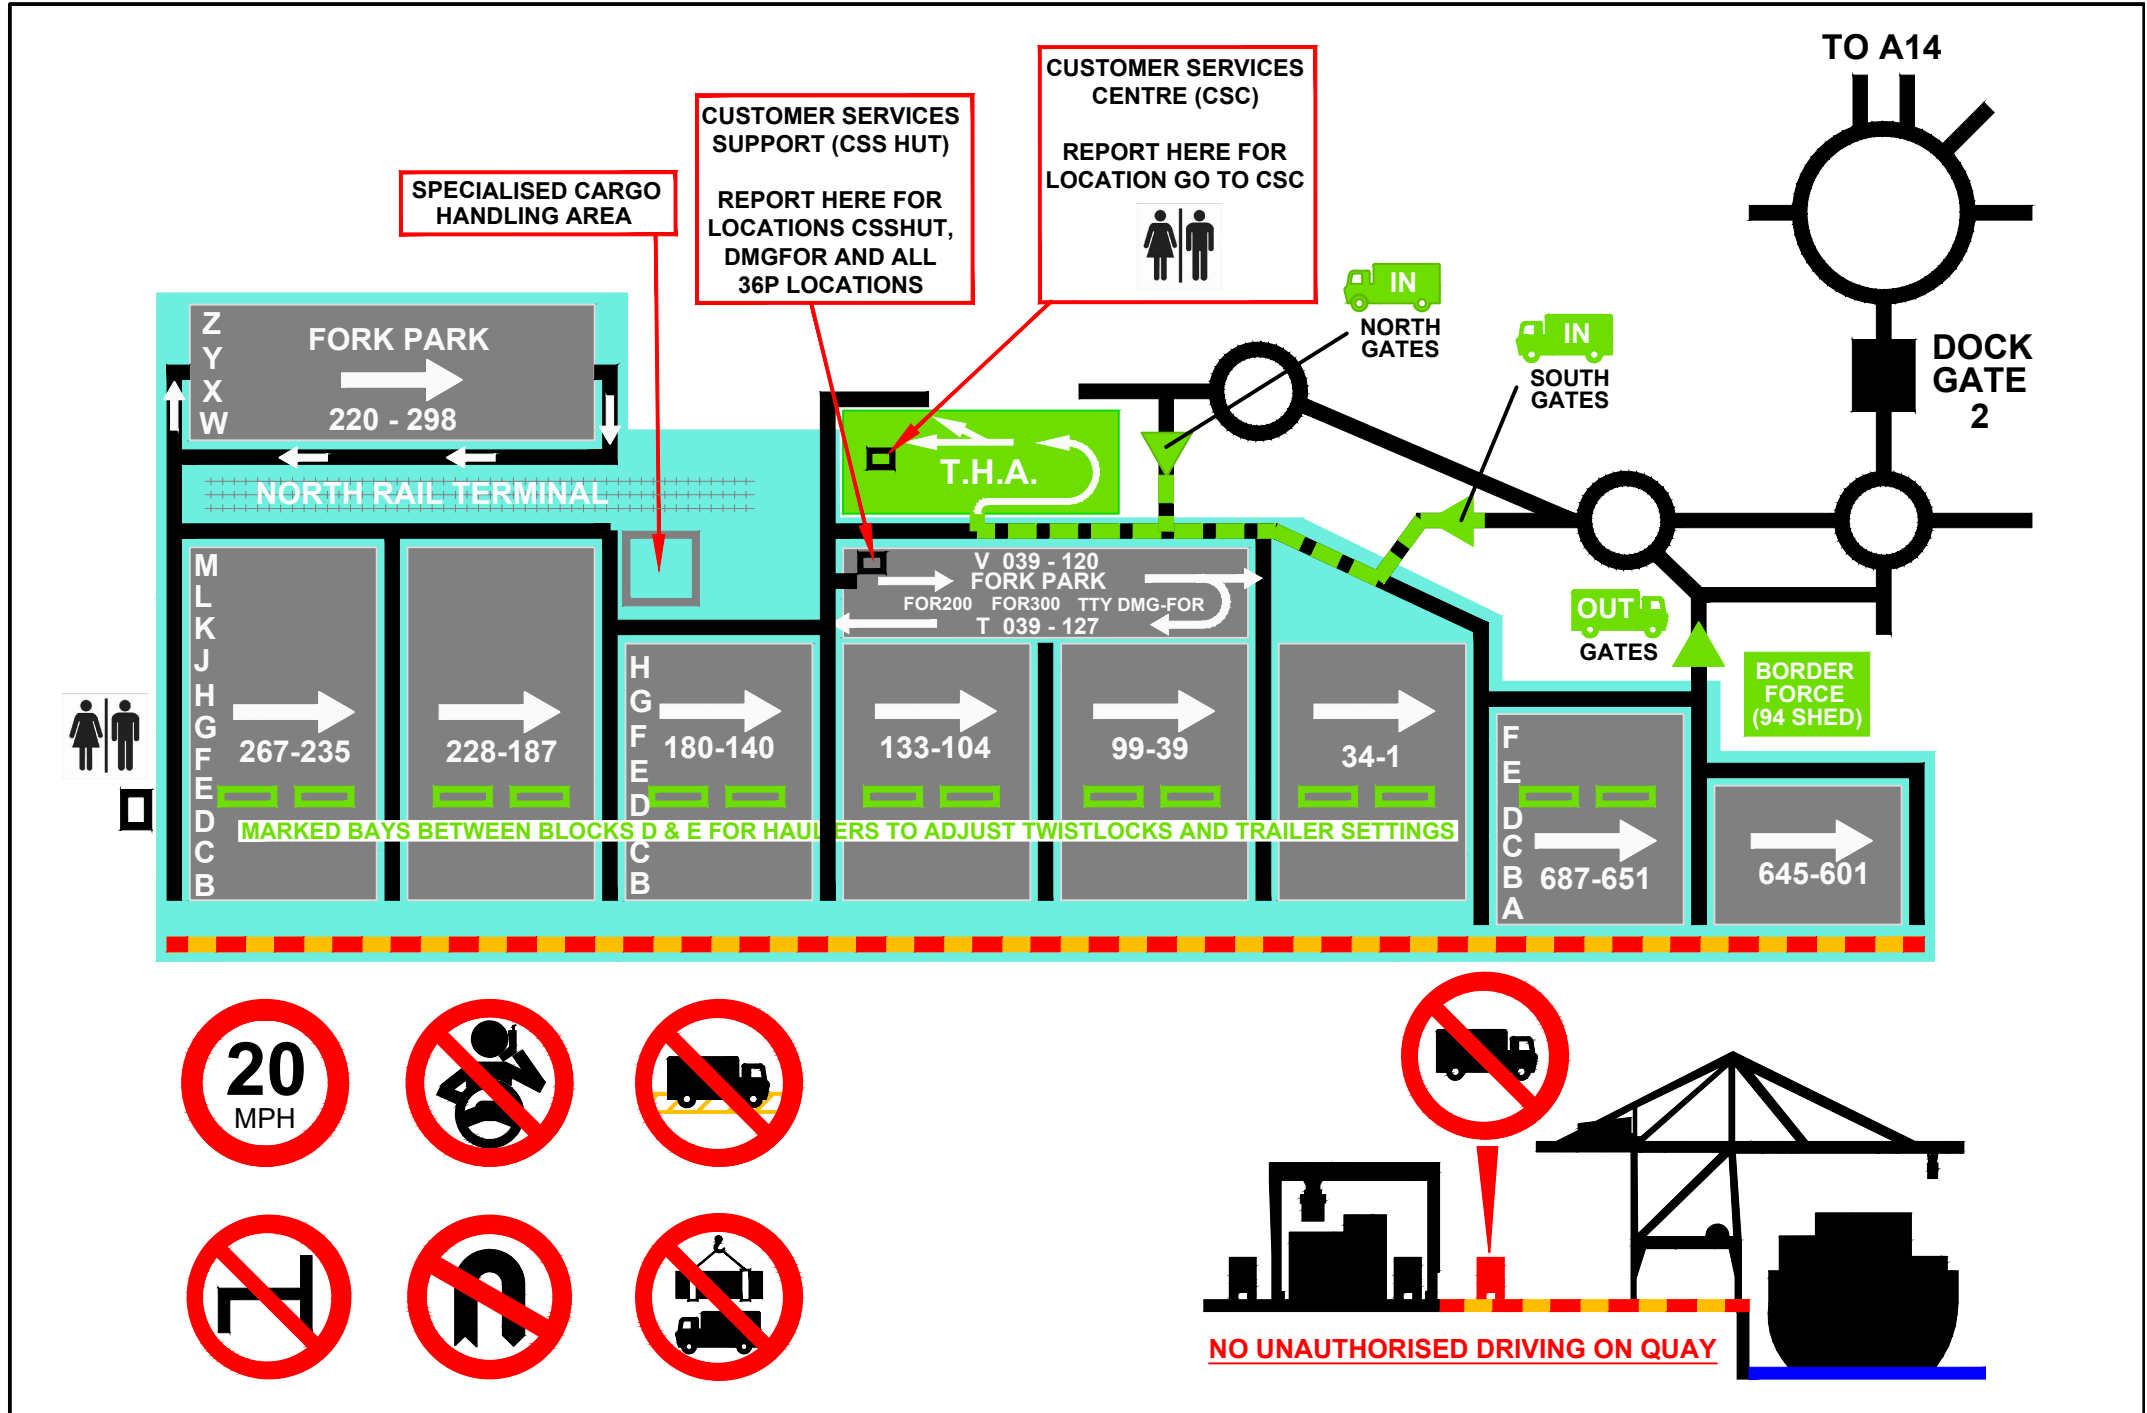 TO A14
CUSTOMER SERVICES
CENTRE (CSC)
REPORT HERE FOR
LOCATION GO TO CSC
CUSTOMER SERVICES
SUPPORT (CSS HUT)
REPORT HERE FOR
LOCATIONS CSSHUT,
DMGFOR AND ALL
36P LOCATIONS
SPECIALISED CARGO
HANDLING AREA
IN
NORTH
GATES
IN
SOUTH
GATES
DOCK
GATE
2
Z
Y
X
W
FORK PARK
220 - 298
T.H.A.
NORTH RAIL TERMINAL
V 039 - 120
FORK PARK
FOR200 FOR300 TTY DMG-FOR
T 039 - 127
OUT
GATES
BORDER
FORCE
(94 SHED)
M
L
K
J
H
G
F
E
D
C
B
267-235
228-187
H
G
F
E
D
C
B
180-140
133-104
99-39
34-1
F
E
D
C
B
A
687-651
645-601
MARKED BAYS BETWEEN BLOCKS D & E FOR HAULIERS TO ADJUST TWISTLOCKS AND TRAILER SETTINGS
20
MPH
NO UNAUTHORISED DRIVING ON QUAY